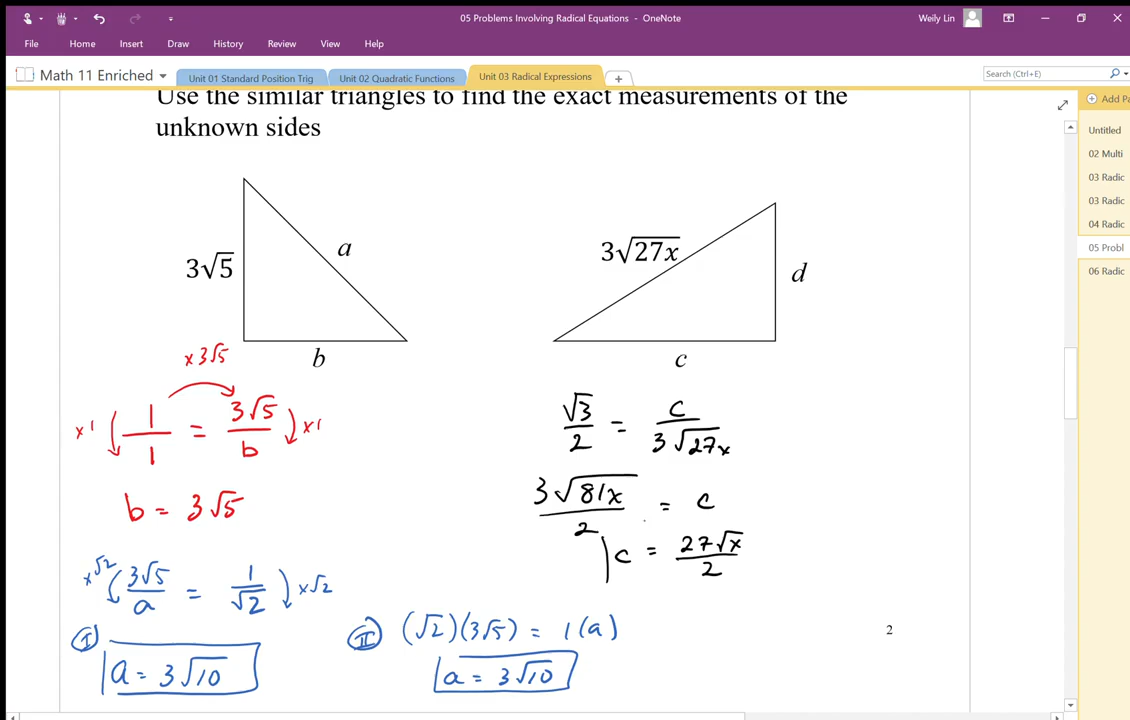 05 Problems Involving Radical Equations - OneNote
Weily Lin
File Home Insert Draw History Review View Help
Math 11 Enriched
Unit 01 Standard Position Trig
Unit 02 Quadratic Functions
Unit 03 Radical Expressions
+
Search (Ctrl+E)
Add Pa
Untitled
02 Multi
03 Radic
03 Radic
04 Radic
05 Probl
06 Radic
Use the similar triangles to find the exact measurements of the
unknown sides
3√5
a
b
3√27x
d
c
x3√5
x1 1/1 = 3√5/b x1
b = 3√5
x√2 3√5/a = 1/√2 x√2
I
a = 3√10
II (√2)(3√5) = 1(a)
a = 3√10
√3/2 = c/3√27x
3√81x/2 = c
c = 27√x/2
2